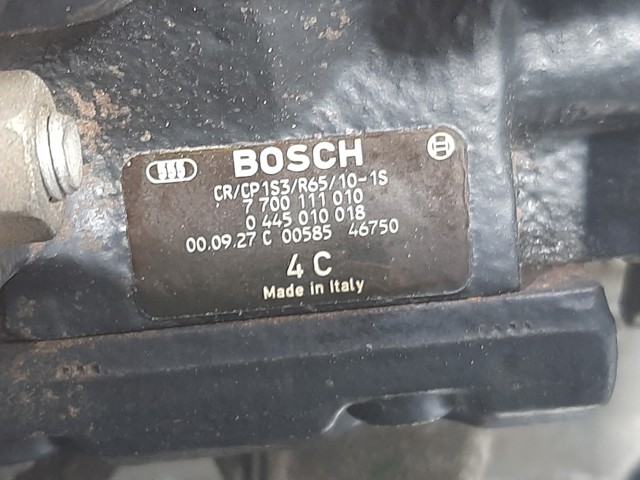 BOSCH
CR/CP1S3/R65/10-1S
7 700 111 010
0 445 010 018
00.09.27 C 00585 46750
4 C
Made in Italy